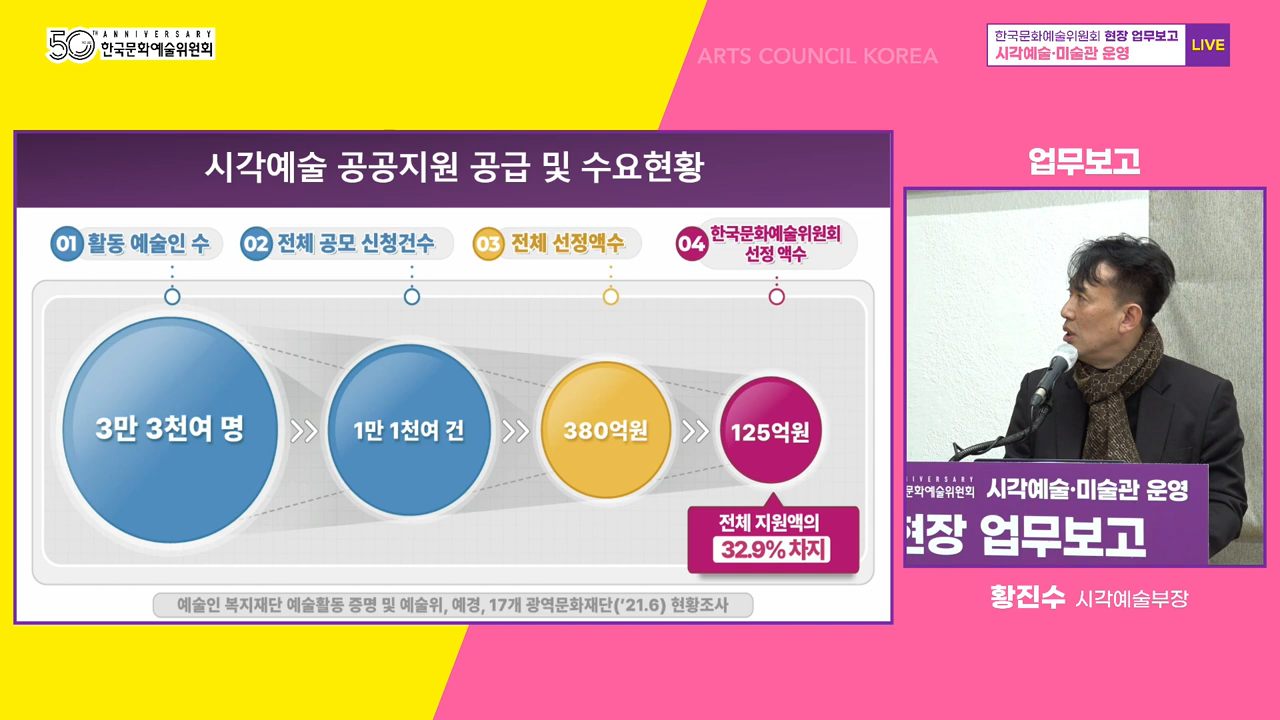 50TH ANNIVERSARY
한국문화예술위원회
ARTS COUNCIL KOREA
한국문화예술위원회 현장 업무보고
시각예술·미술관 운영
LIVE
시각예술 공공지원 공급 및 수요현황
01 활동 예술인 수
02 전체 공모 신청건수
03 전체 선정액수
04 한국문화예술위원회
선정 액수
3만 3천여 명
1만 1천여 건
380억원
125억원
전체 지원액의
32.9% 차지
예술인 복지재단 예술활동 증명 및 예술위, 예경, 17개 광역문화재단('21.6) 현황조사
업무보고
NIVERSARY
문화예술위원회
시각예술·미술관 운영
현장 업무보고
황진수 시각예술부장